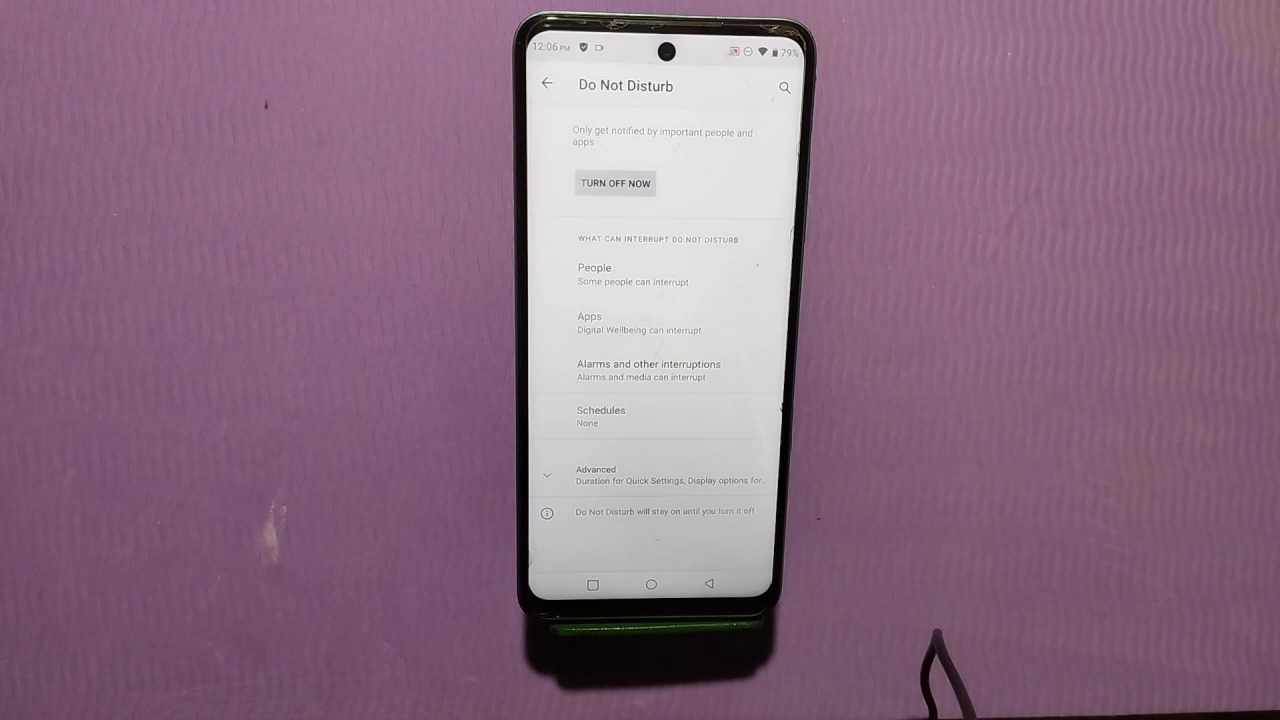 12:06 PM 79%
Do Not Disturb
Only get notified by important people and
apps
TURN OFF NOW
WHAT CAN INTERRUPT DO NOT DISTURB
People
Some people can interrupt
Apps
Digital Wellbeing can interrupt
Alarms and other interruptions
Alarms and media can interrupt
Schedules
None
Advanced
Duration for Quick Settings, Display options for..
Do Not Disturb will stay on until you turn it off